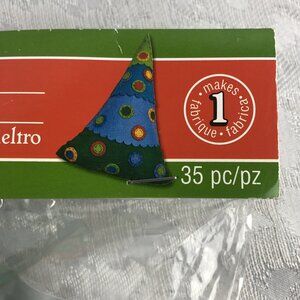 makes
1
fabrique • fabrica
eltro
35 pc/pz